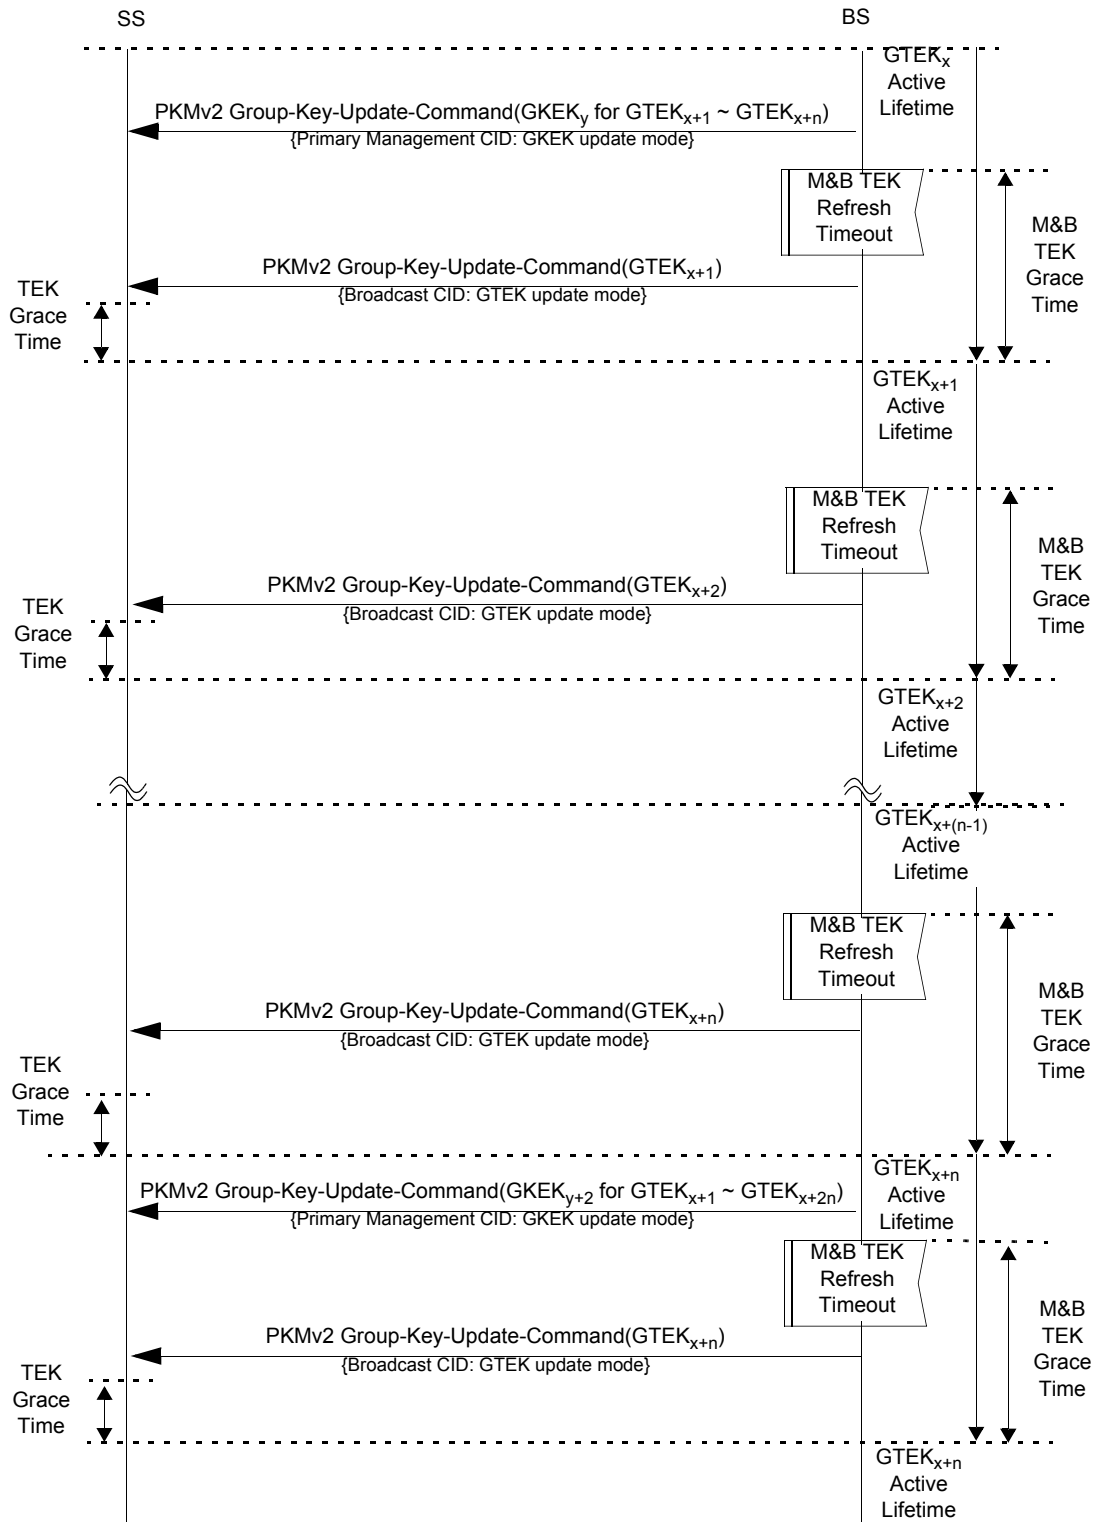 SS
BS
GTEKx
Active
Lifetime
PKMv2 Group-Key-Update-Command(GKEKy for GTEKx+1 ~ GTEKx+n)
{Primary Management CID: GKEK update mode}
M&B TEK
Refresh
Timeout
M&B
TEK
Grace
Time
PKMv2 Group-Key-Update-Command(GTEKx+1)
{Broadcast CID: GTEK update mode}
TEK
Grace
Time
GTEKx+1
Active
Lifetime
M&B TEK
Refresh
Timeout
M&B
TEK
Grace
Time
PKMv2 Group-Key-Update-Command(GTEKx+2)
{Broadcast CID: GTEK update mode}
TEK
Grace
Time
GTEKx+2
Active
Lifetime
GTEKx+(n-1)
Active
Lifetime
M&B TEK
Refresh
Timeout
M&B
TEK
Grace
Time
PKMv2 Group-Key-Update-Command(GTEKx+n)
{Broadcast CID: GTEK update mode}
TEK
Grace
Time
GTEKx+n
Active
Lifetime
PKMv2 Group-Key-Update-Command(GKEKy+2 for GTEKx+1 ~ GTEKx+2n)
{Primary Management CID: GKEK update mode}
M&B TEK
Refresh
Timeout
M&B
TEK
Grace
Time
PKMv2 Group-Key-Update-Command(GTEKx+n)
{Broadcast CID: GTEK update mode}
TEK
Grace
Time
GTEKx+n
Active
Lifetime